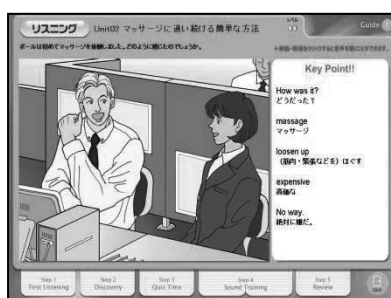 リスニング Unit02 マッサージに通い続ける簡単な方法
レベル
Guide
ポールは初めてマッサージを体験しました。どのように感じたのでしょうか。
Key Point!!
How was it?
どうだった？
massage
マッサージ
loosen up
（筋肉・緊張などを）ほぐす
expensive
高価な
No way.
絶対に嫌だ。
Step 1
First Listening
Step 2
Discovery
Step 3
Quiz Time
Step 4
Sound Training
Step 5
Review